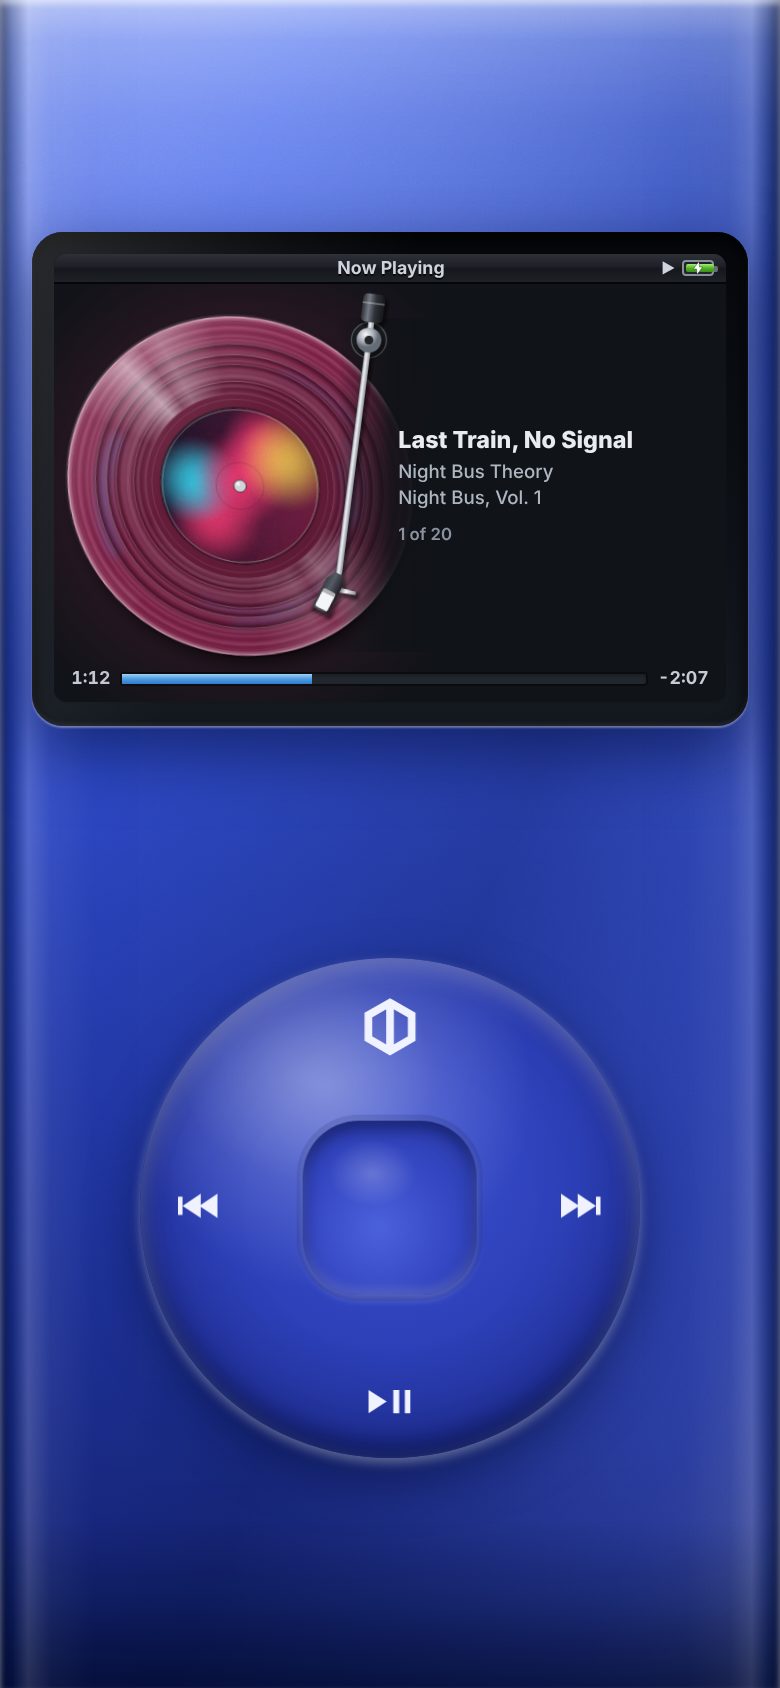 Now Playing
Last Train, No Signal
Night Bus Theory
Night Bus, Vol. 1
1 of 20
1:12
-2:07